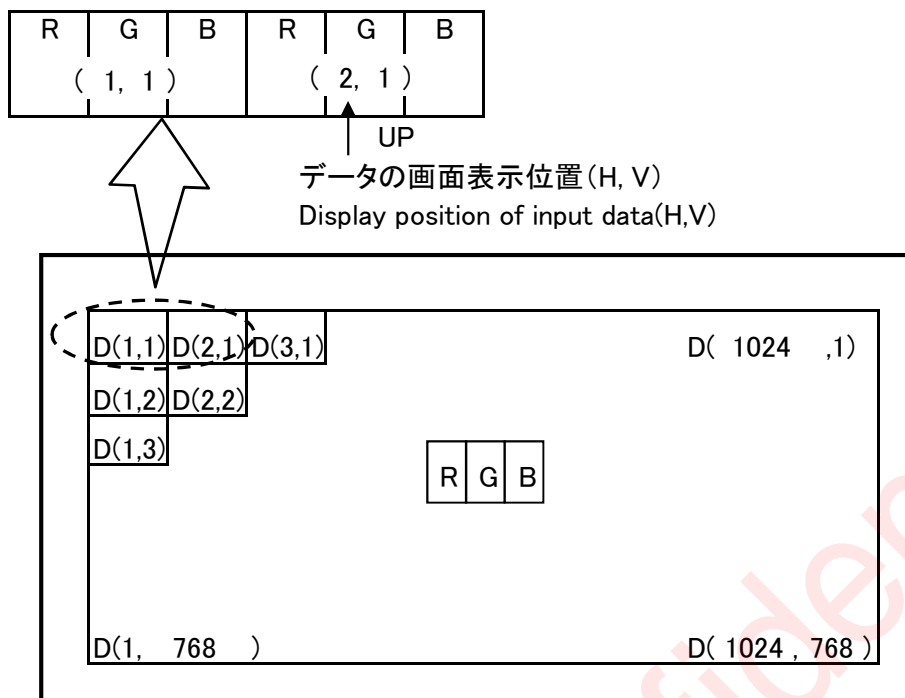 R G B R G B
( 1, 1 ) ( 2, 1 )
UP
データの画面表示位置(H, V)
Display position of input data(H,V)
D(1,1) D(2,1) D(3,1) D( 1024 ,1)
D(1,2) D(2,2)
D(1,3)
R G B
D(1, 768 ) D( 1024 , 768 )